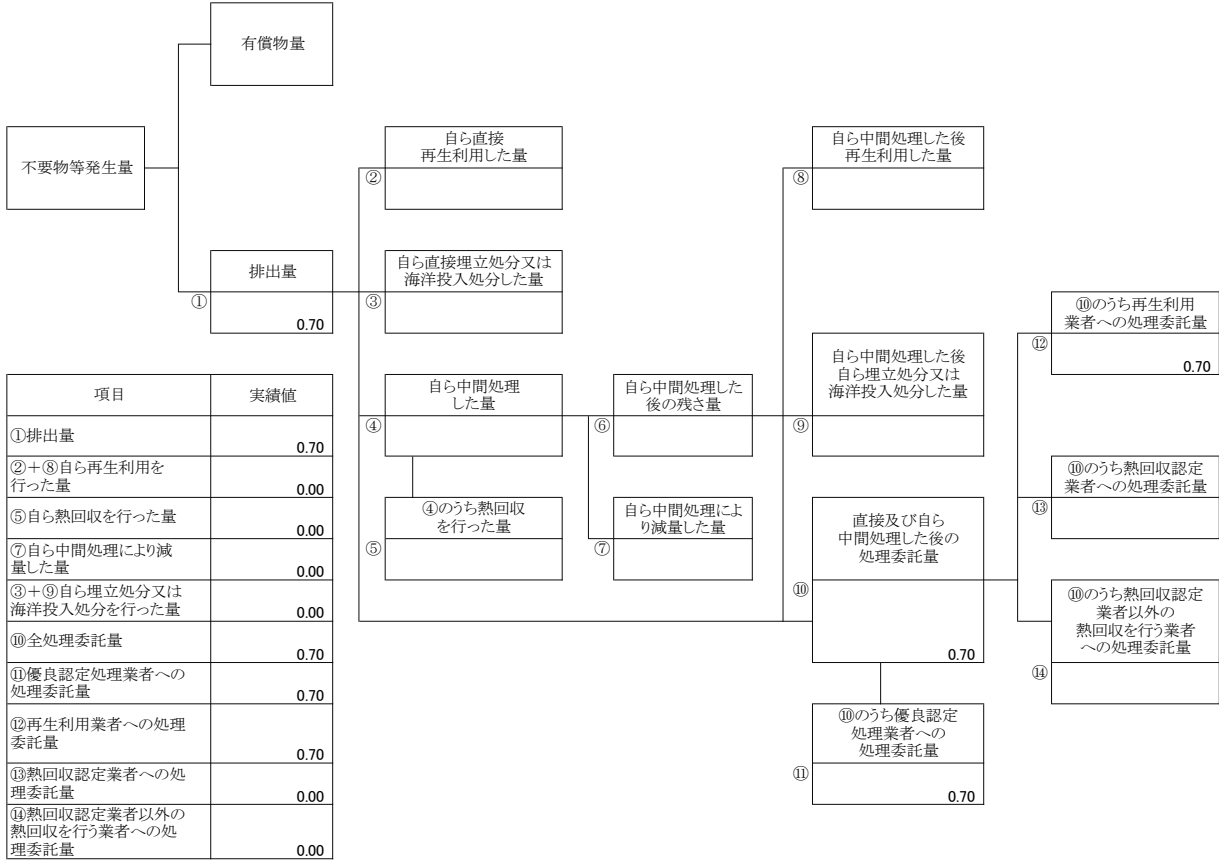 有償物量
不要物等発生量
自ら直接
再生利用した量
②
自ら中間処理した後
再生利用した量
⑧
排出量
①
0.70
自ら直接埋立処分又は
海洋投入処分した量
③
⑩のうち再生利用
業者への処理委託量
⑫
0.70
自ら中間処理
した量
④
自ら中間処理した
後の残さ量
⑥
自ら中間処理した後
自ら埋立処分又は
海洋投入処分した量
⑨
④のうち熱回収
を行った量
⑤
自ら中間処理によ
り減量した量
⑦
直接及び自ら
中間処理した後の
処理委託量
⑩
0.70
⑩のうち熱回収認定
業者への処理委託量
⑬
⑩のうち熱回収認定
業者以外の
熱回収を行う業者
への処理委託量
⑭
⑩のうち優良認定
処理業者への
処理委託量
⑪
0.70
項目 実績値
①排出量
0.70
②+⑧自ら再生利用を
行った量 0.00
⑤自ら熱回収を行った量
0.00
⑦自ら中間処理により減
量した量 0.00
③+⑨自ら埋立処分又は
海洋投入処分を行った量 0.00
⑩全処理委託量
0.70
⑪優良認定処理業者への
処理委託量 0.70
⑫再生利用業者への処理
委託量
0.70
⑬熱回収認定業者への処
理委託量 0.00
⑭熱回収認定業者以外の
熱回収を行う業者への処
理委託量 0.00